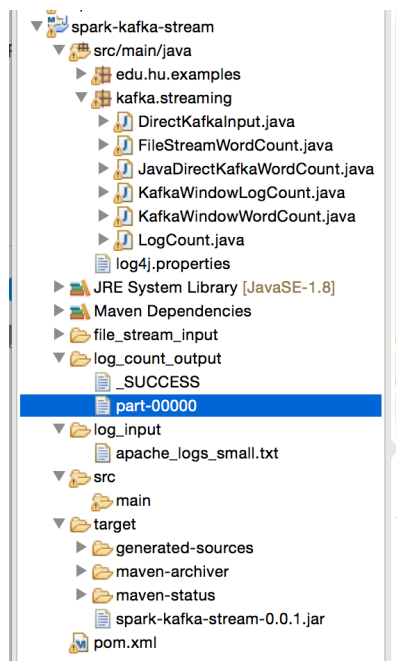 spark-kafka-stream
src/main/java
edu.hu.examples
kafka.streaming
DirectKafkaInput.java
FileStreamWordCount.java
JavaDirectKafkaWordCount.java
KafkaWindowLogCount.java
KafkaWindowWordCount.java
LogCount.java
log4j.properties
JRE System Library [JavaSE-1.8]
Maven Dependencies
file_stream_input
log_count_output
_SUCCESS
part-00000
log_input
apache_logs_small.txt
src
main
target
generated-sources
maven-archiver
maven-status
spark-kafka-stream-0.0.1.jar
pom.xml